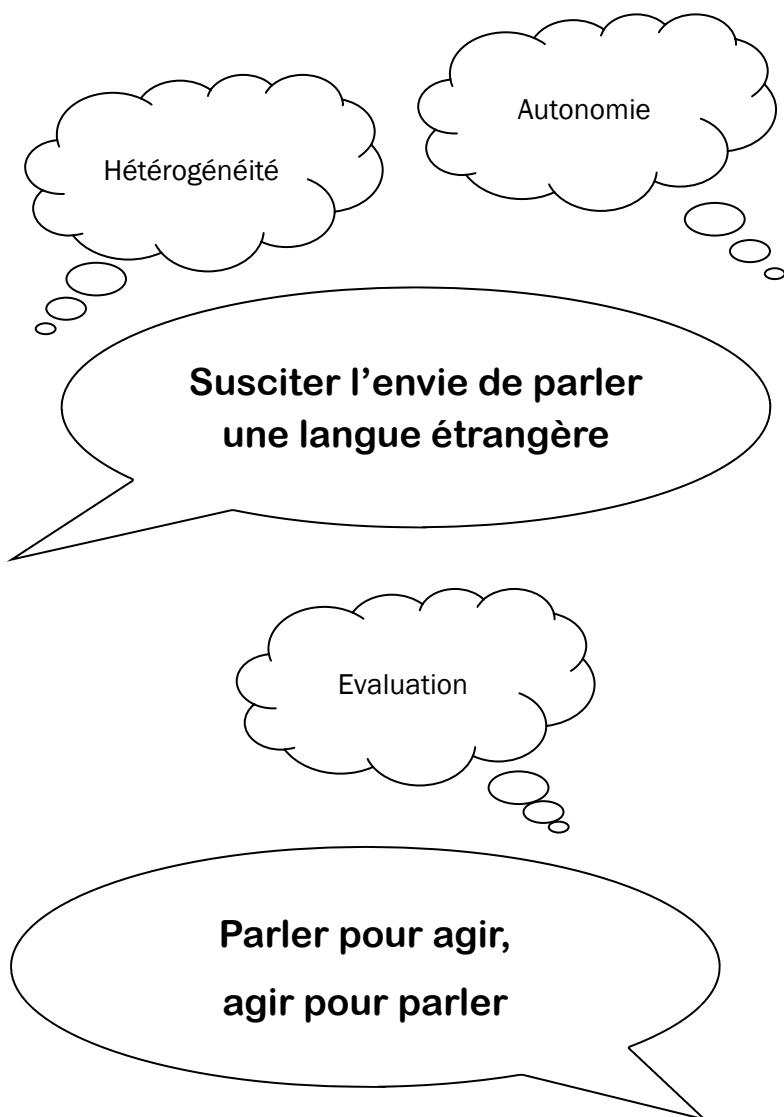 Autonomie
Hétérogénéité
Susciter l’envie de parler
une langue étrangère
Evaluation
Parler pour agir,
agir pour parler